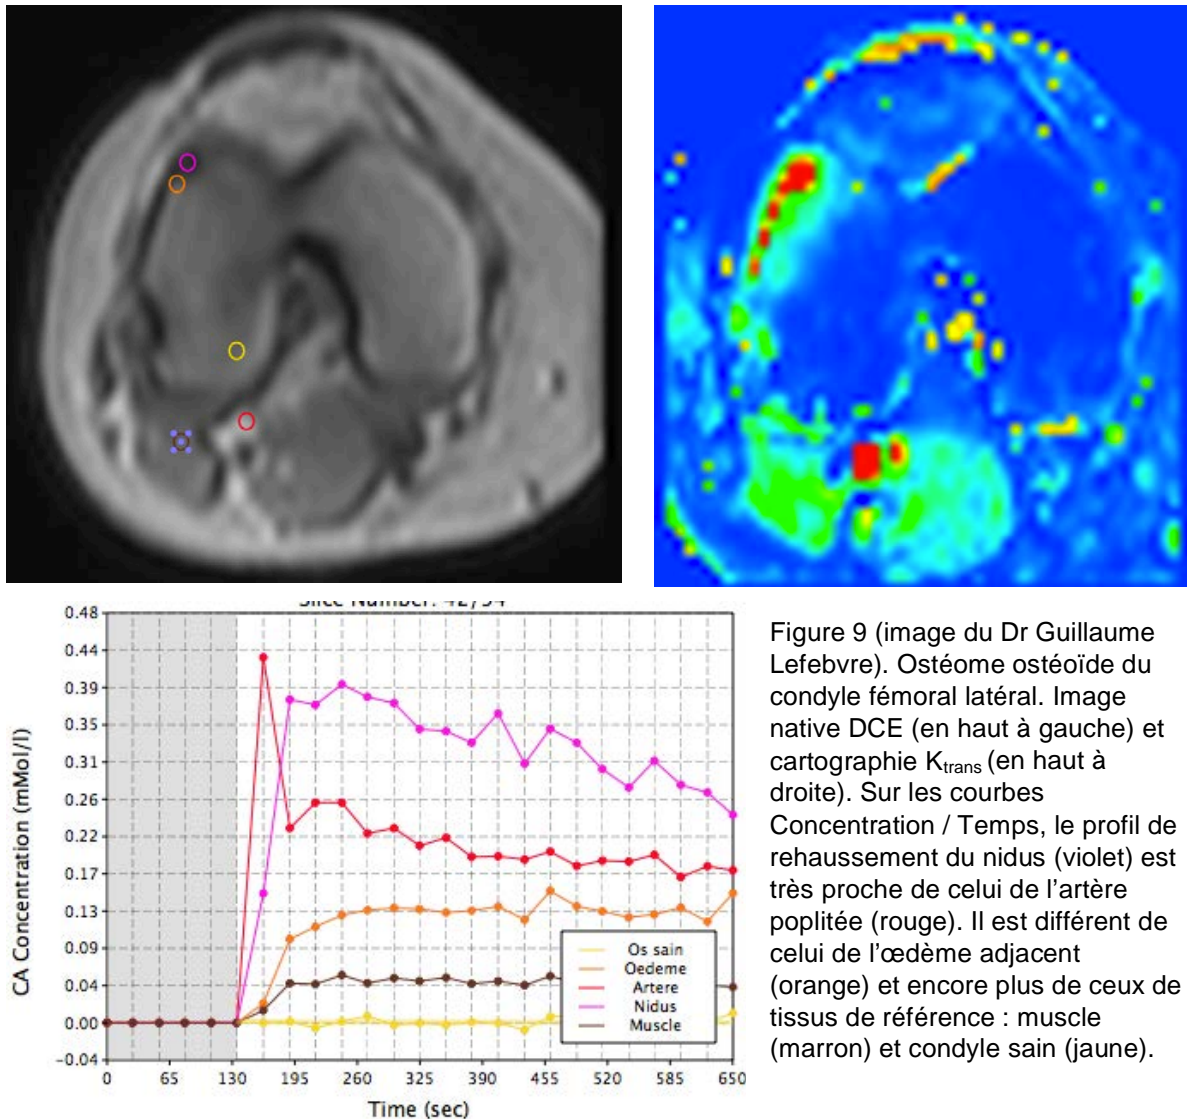 0.48
0.44
0.39
0.35
0.31
0.26
0.22
0.17
0.13
0.09
0.04
0.00
-0.04
CA Concentration (mMol/l)
Os sain
Oedeme
Artere
Nidus
Muscle
0 65 130 195 260 325 390 455 520 585 650
Time (sec)
Figure 9 (image du Dr Guillaume
Lefebvre). Ostéome ostéoïde du
condyle fémoral latéral. Image
native DCE (en haut à gauche) et
cartographie Ktrans (en haut à
droite). Sur les courbes
Concentration / Temps, le profil de
rehaussement du nidus (violet) est
très proche de celui de l’artère
poplitée (rouge). Il est différent de
celui de l’œdème adjacent
(orange) et encore plus de ceux de
tissus de référence : muscle
(marron) et condyle sain (jaune).